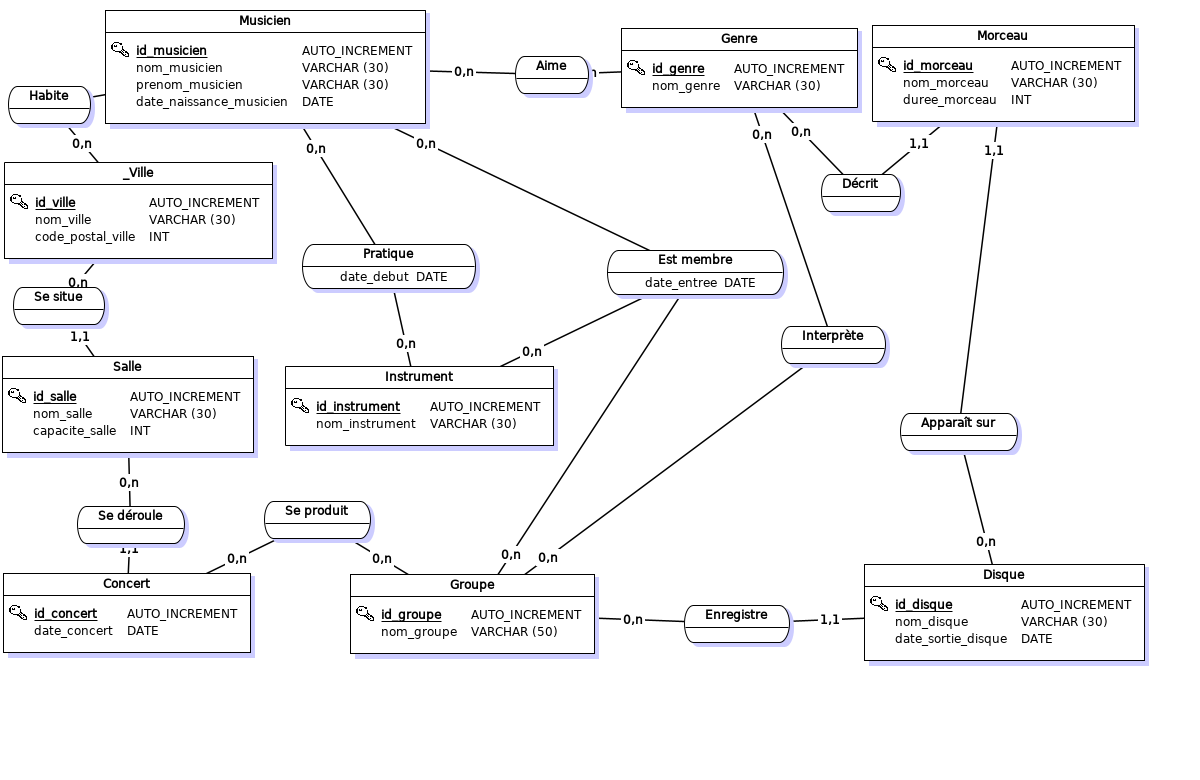 Musicien
id_musicien AUTO_INCREMENT
nom_musicien VARCHAR (30)
prenom_musicien VARCHAR (30)
date_naissance_musicien DATE
0,n
Aime
n
Genre
id_genre AUTO_INCREMENT
nom_genre VARCHAR (30)
Morceau
id_morceau AUTO_INCREMENT
nom_morceau VARCHAR (30)
duree_morceau INT
Habite
0,n
0,n
0,n
0,n
0,n
1,1
1,1
_Ville
id_ville AUTO_INCREMENT
nom_ville VARCHAR (30)
code_postal_ville INT
Décrit
Pratique
date_debut DATE
Est membre
date_entree DATE
0,n
Se situe
1,1
Interprète
0,n
0,n
Salle
id_salle AUTO_INCREMENT
nom_salle VARCHAR (30)
capacite_salle INT
Instrument
id_instrument AUTO_INCREMENT
nom_instrument VARCHAR (30)
Apparaît sur
0,n
Se déroule
1,1
Se produit
0,n
0,n
0,n
0,n
0,n
Concert
id_concert AUTO_INCREMENT
date_concert DATE
Groupe
id_groupe AUTO_INCREMENT
nom_groupe VARCHAR (50)
0,n
Enregistre
1,1
Disque
id_disque AUTO_INCREMENT
nom_disque VARCHAR (30)
date_sortie_disque DATE